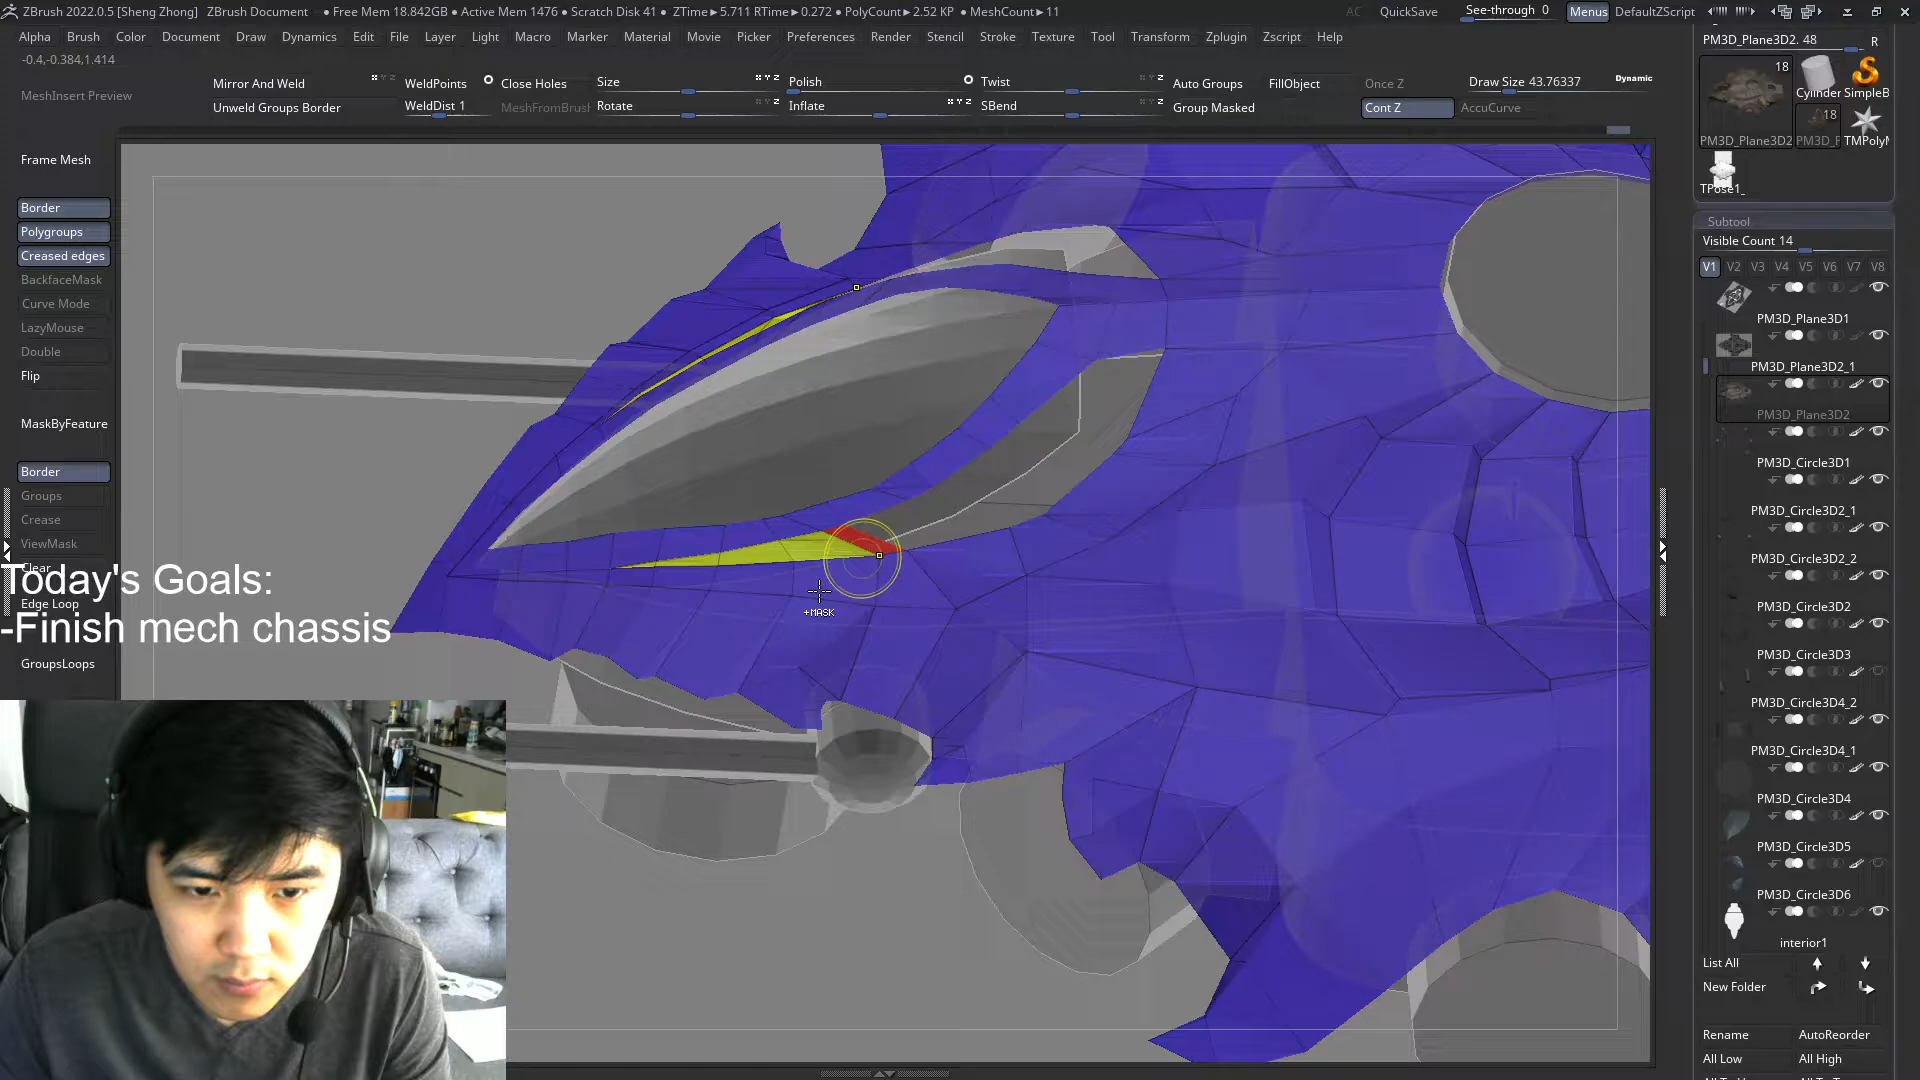 ZBrush 2022.0.5 [Sheng Zhong] ZBrush Document ● Free Mem 18.842GB ● Active Mem 1476 ● Scratch Disk 41 ● ZTime►5.711 RTime►0.272 ● PolyCount►2.52 KP ● MeshCount►11 AC QuickSave See-through 0 Menus DefaultZScript
Alpha Brush Color Document Draw Dynamics Edit File Layer Light Macro Marker Material Movie Picker Preferences Render Stencil Stroke Texture Tool Transform Zplugin Zscript Help
-0.4,-0.384,1.414
MeshInsert Preview
Mirror And Weld WeldPoints Close Holes Size Polish Twist Auto Groups FillObject Once Z Draw Size 43.76337 Dynamic
Unweld Groups Border WeldDist 1 MeshFromBrush Rotate Inflate SBend Group Masked Cont Z AccuCurve
Frame Mesh
Border
Polygroups
Creased edges
BackfaceMask
Curve Mode
LazyMouse
Double
Flip
MaskByFeature
Border
Groups
Crease
ViewMask
Clear
Edge Loop
GroupsLoops
Today's Goals:
-Finish mech chassis
+MASK
PM3D_Plane3D2. 48 R
18
Cylinder SimpleB
18
PM3D_Plane3D2 PM3D_P TMPolyM
TPose1_
Subtool
Visible Count 14
V1 V2 V3 V4 V5 V6 V7 V8
PM3D_Plane3D1
PM3D_Plane3D2_1
PM3D_Plane3D2
PM3D_Circle3D1
PM3D_Circle3D2_1
PM3D_Circle3D2_2
PM3D_Circle3D2
PM3D_Circle3D3
PM3D_Circle3D4_2
PM3D_Circle3D4_1
PM3D_Circle3D4
PM3D_Circle3D5
PM3D_Circle3D6
interior1
List All
New Folder
Rename AutoReorder
All Low All High